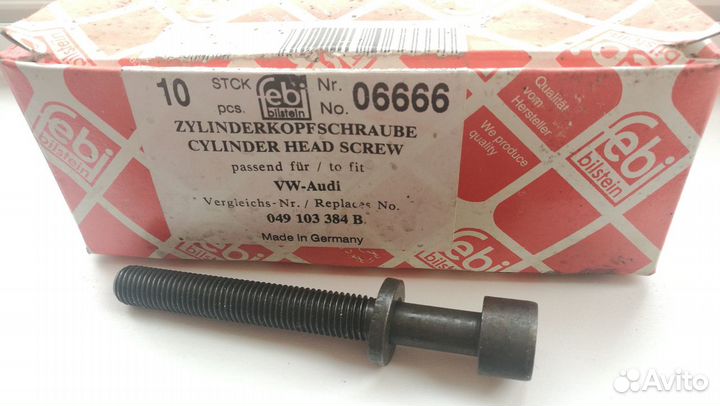 10 STCK pcs. febi bilstein Nr. No. 06666
ZYLINDERKOPFSCHRAUBE
CYLINDER HEAD SCREW
passend für / to fit
VW-Audi
Vergleichs-Nr. / Replaces No.
049 103 384 B
Made in Germany
febi
bilstein
Qualität
vom
Hersteller
We produce
quality
febi
bilstein
Avito